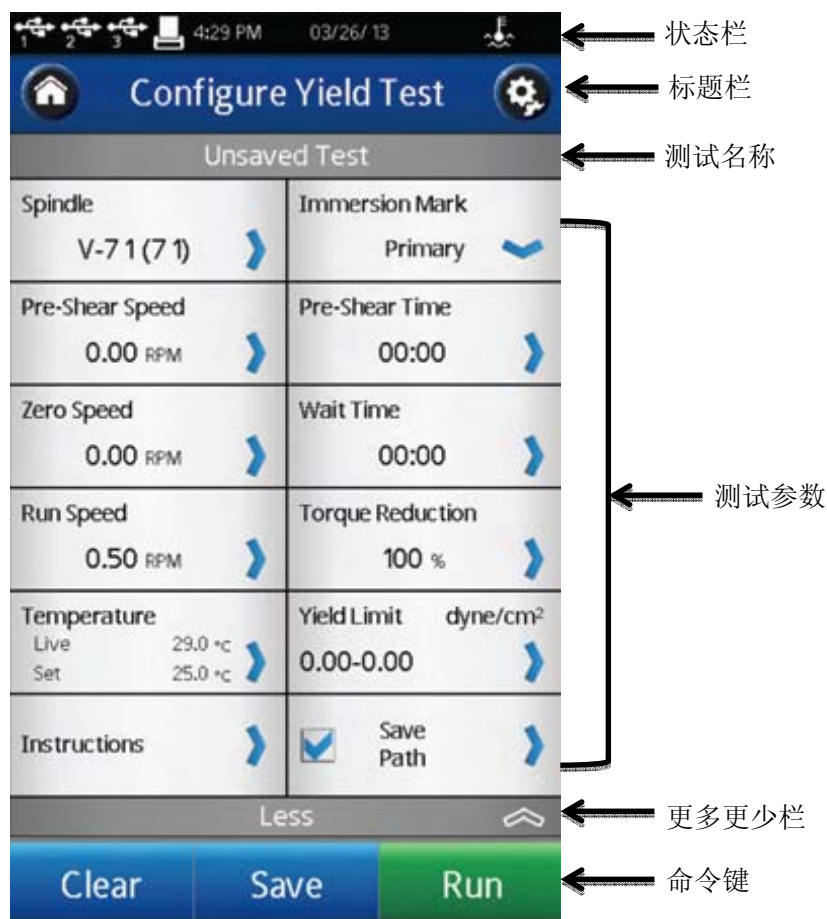 1 2 3 4:29 PM 03/26/13 状态栏
Configure Yield Test 标题栏
Unsaved Test 测试名称
Spindle Immersion Mark
V-71(71) Primary
Pre-Shear Speed Pre-Shear Time
0.00 RPM 00:00
Zero Speed Wait Time
0.00 RPM 00:00
Run Speed Torque Reduction 测试参数
0.50 RPM 100 %
Temperature Yield Limit dyne/cm²
Live 29.0 °C
Set 25.0 °C 0.00-0.00
Instructions Save
Path
Less 更多更少栏
Clear Save Run 命令键